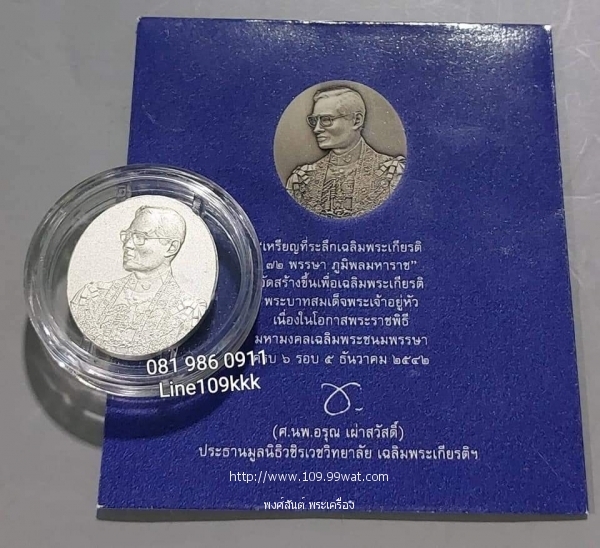 "เหรียญที่ระลึกเฉลิมพระเกียรติ
๗๒ พรรษา ภูมิพลมหาราช"
จัดสร้างขึ้นเพื่อเฉลิมพระเกียรติ
พระบาทสมเด็จพระเจ้าอยู่หัว
เนื่องในโอกาสพระราชพิธี
มหามงคลเฉลิมพระชนมพรรษา
ครบ ๖ รอบ ๕ ธันวาคม ๒๕๔๒
081 986 0911
Line109kkk
(ศ.นพ.อรุณ เผ่าสวัสดิ์)
ประธานมูลนิธิวชิรเวชวิทยาลัย เฉลิมพระเกียรติฯ
http://www.109.99wat.com
พงศ์สันต์ พระเครื่อง